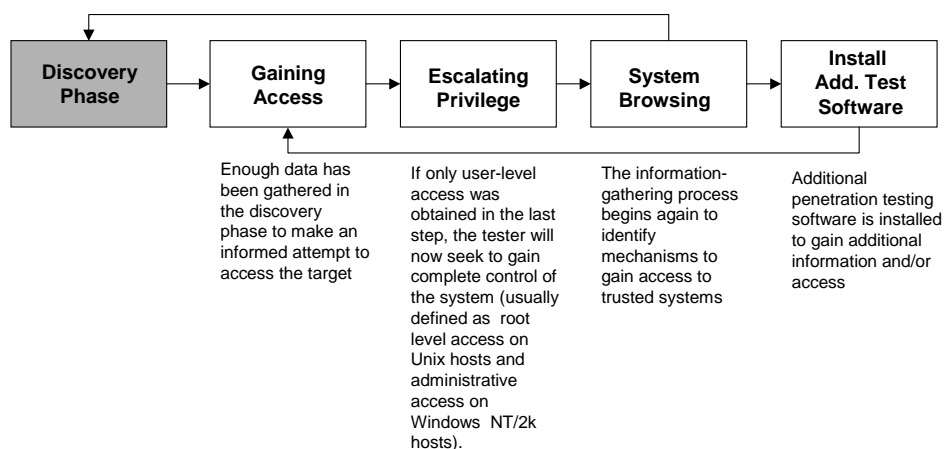 Discovery
Phase
Gaining
Access
Escalating
Privilege
System
Browsing
Install
Add. Test
Software
Enough data has
been gathered in
the discovery
phase to make an
informed attempt to
access the target
If only user-level
access was
obtained in the last
step, the tester will
now seek to gain
complete control of
the system (usually
defined as root
level access on
Unix hosts and
administrative
access on
Windows NT/2k
hosts).
The information-
gathering process
begins again to
identify
mechanisms to
gain access to
trusted systems
Additional
penetration testing
software is installed
to gain additional
information and/or
access